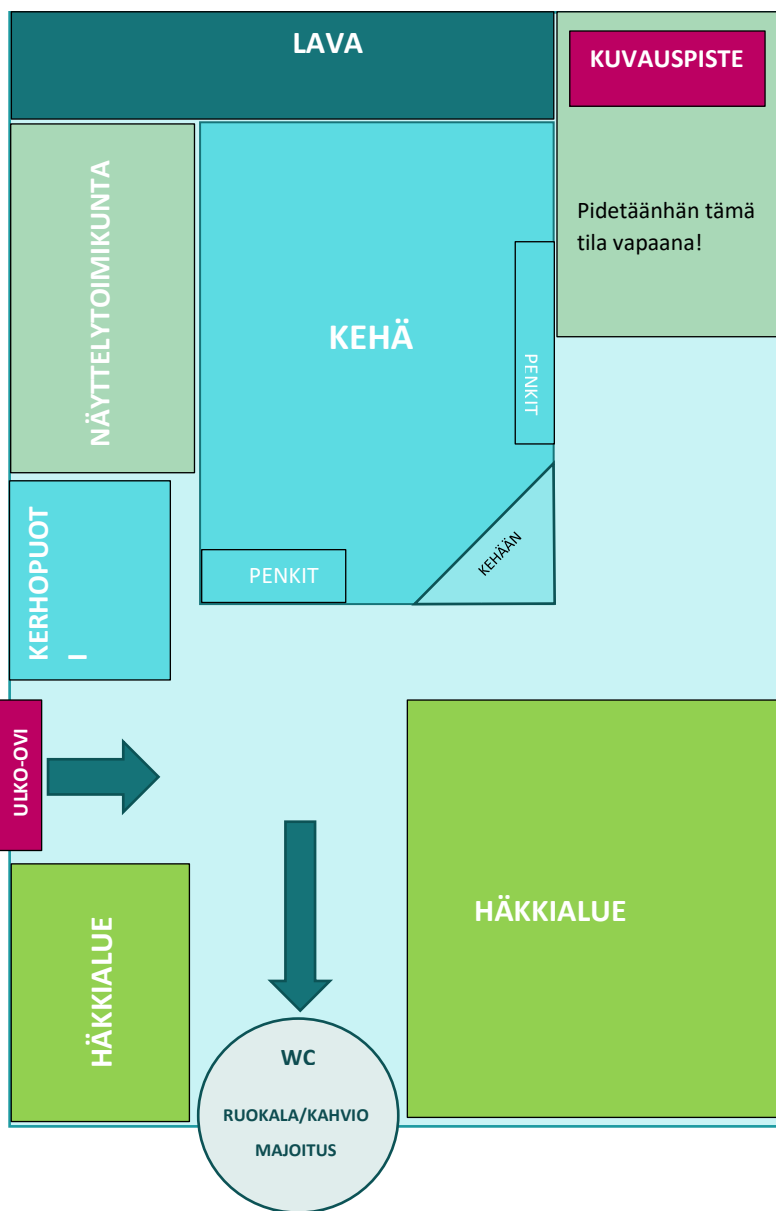 LAVA
KUVAUSPISTE
Pidetäänhän tämä
tila vapaana!
NÄYTTELYTOIMIKUNTA
KEHÄ
PENKIT
KERHOPUOT
I
PENKIT
KEHÄÄN
ULKO-OVI
HÄKKIALUE
HÄKKIALUE
WC
RUOKALA/KAHVIO
MAJOITUS